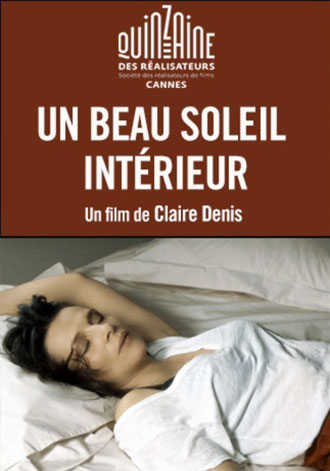 QUINZAINE
DES RÉALISATEURS
Société des réalisateurs de films
CANNES
UN BEAU SOLEIL
INTÉRIEUR
Un film de Claire Denis